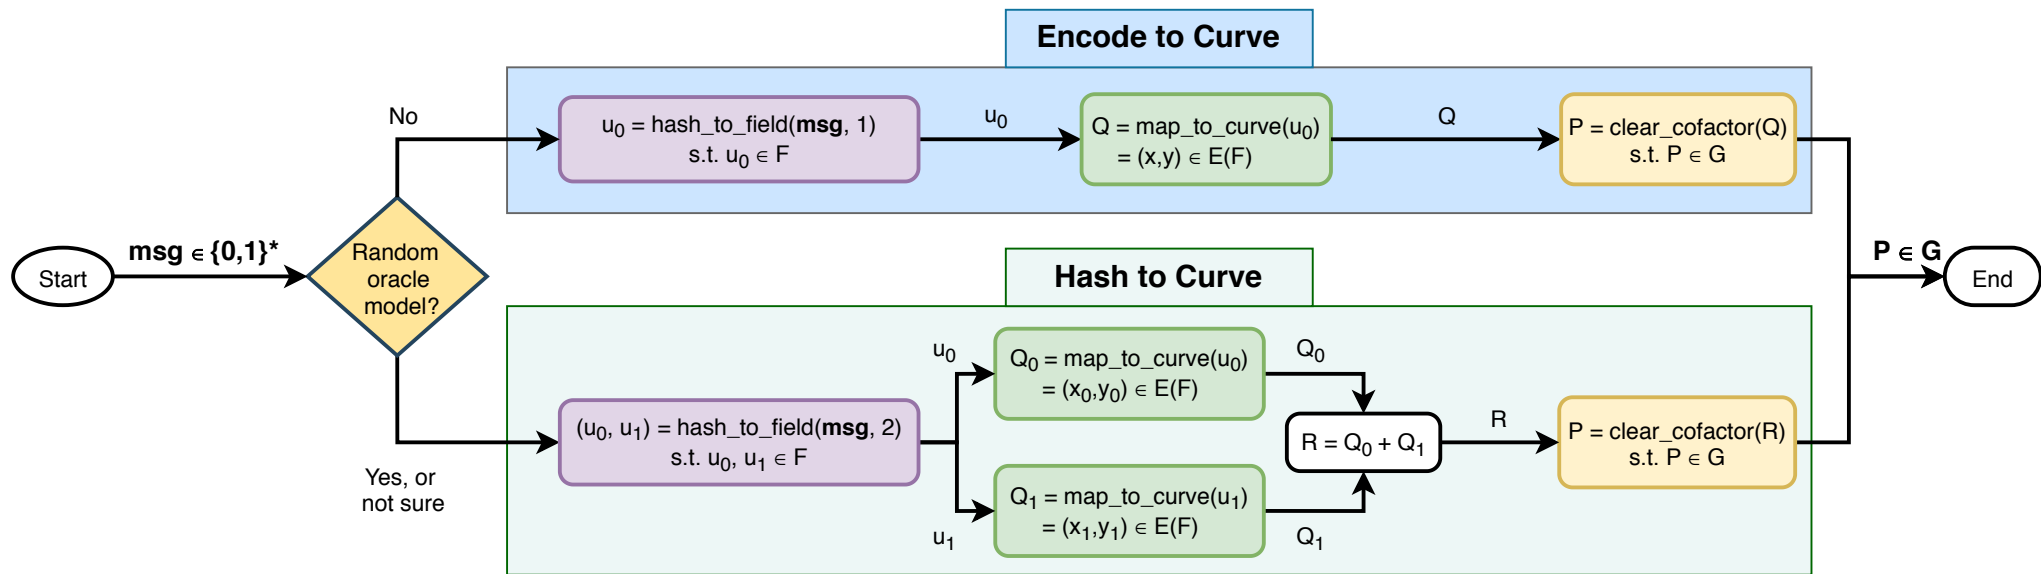 Encode to Curve
No
u₀ = hash_to_field(msg, 1)
s.t. u₀ ∈ F
u₀
Q = map_to_curve(u₀)
= (x,y) ∈ E(F)
Q
P = clear_cofactor(Q)
s.t. P ∈ G
Start
msg ∈ {0,1}*
Random
oracle
model?
P ∈ G
End
Hash to Curve
Yes, or
not sure
(u₀, u₁) = hash_to_field(msg, 2)
s.t. u₀, u₁ ∈ F
u₀
Q₀ = map_to_curve(u₀)
= (x₀,y₀) ∈ E(F)
Q₀
u₁
Q₁ = map_to_curve(u₁)
= (x₁,y₁) ∈ E(F)
Q₁
R = Q₀ + Q₁
R
P = clear_cofactor(R)
s.t. P ∈ G